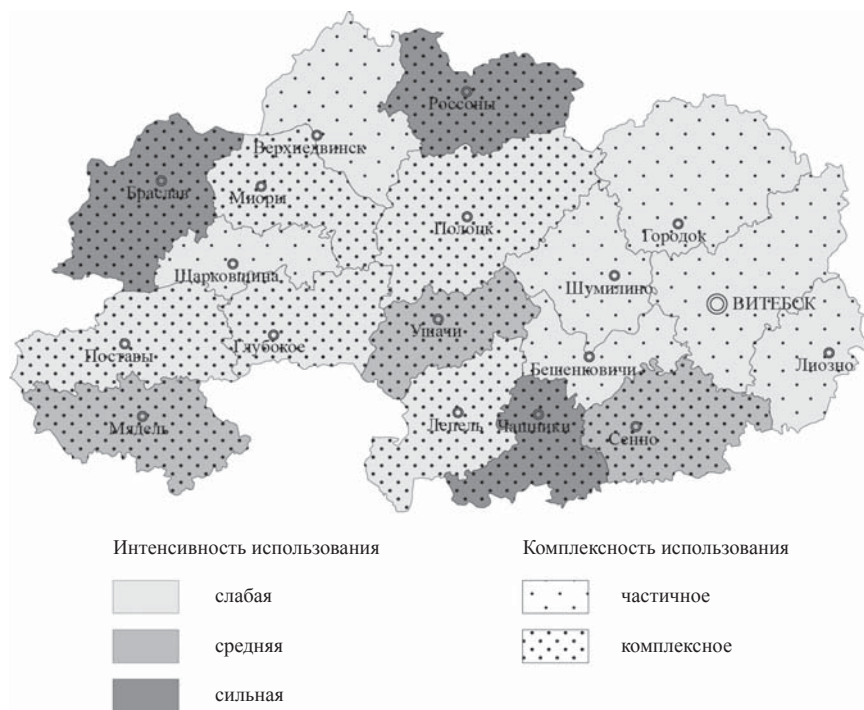 Россоны
Верхнедвинск
Браслав
Миоры
Полоцк
Городок
Шарковщина
Шумилино
ВИТЕБСК
Ушачи
Поставы
Глубокое
Бешенковичи
Лиозно
Мядель
Лепель
Чашники
Сенно
Интенсивность использования
Комплексность использования
слабая
частичное
средняя
комплексное
сильная